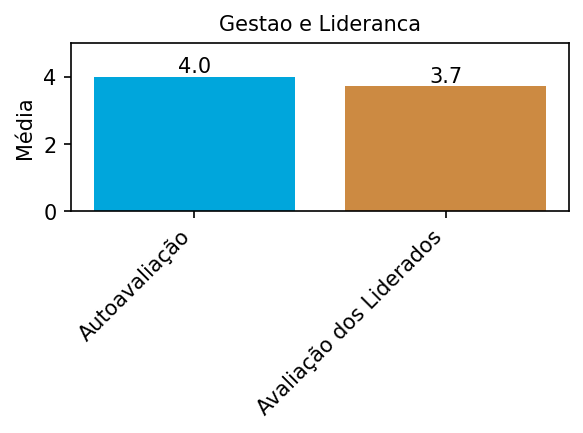 Gestao e Lideranca
4.0
3.7
Média
4
2
0
Autoavaliação
Avaliação dos Liderados